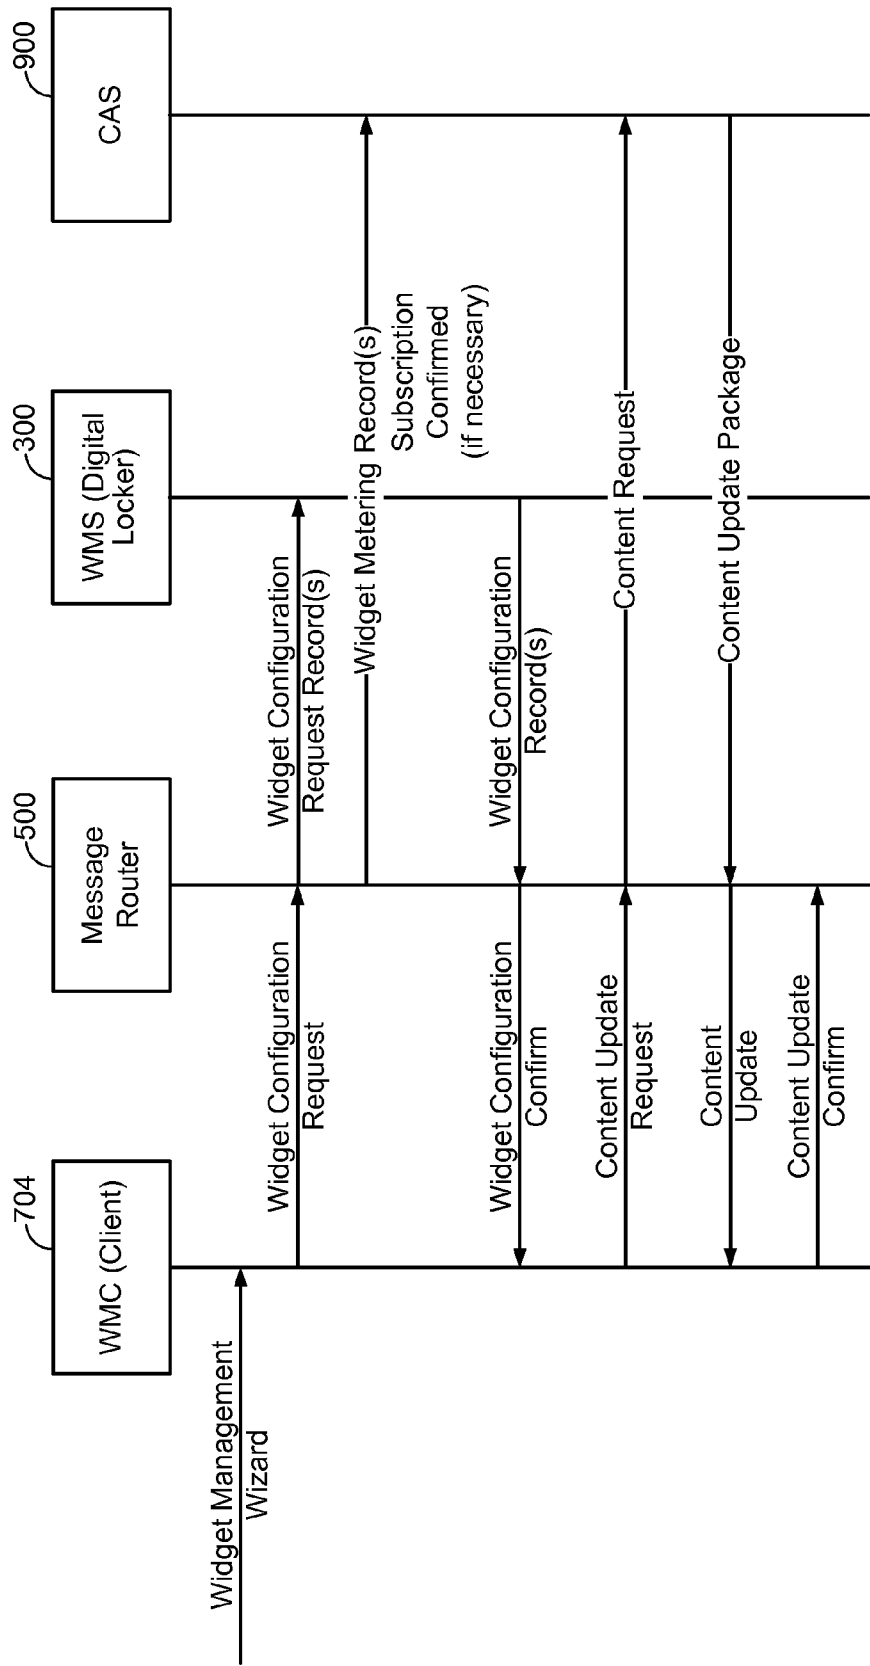 704
WMC (Client)
500
Message
Router
300
WMS (Digital
Locker)
900
CAS
Widget Management
Wizard
Widget Configuration
Request
Widget Configuration
Request Record(s)
Widget Metering Record(s)
Subscription
Confirmed
(if necessary)
Widget Configuration
Confirm
Widget Configuration
Record(s)
Content Update
Request
Content Request
Content
Update
Content Update Package
Content Update
Confirm